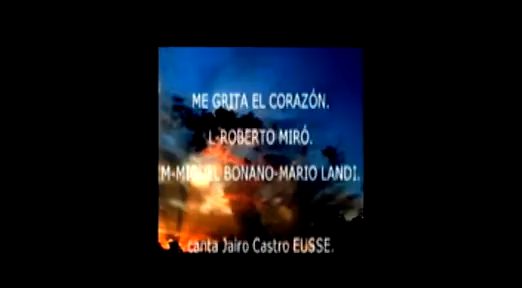 ME GRITA EL CORAZÓN.
L-ROBERTO MIRÓ.
M-MIGUEL BONANO-MARIO LANDI.
canta Jairo Castro EUSSE.